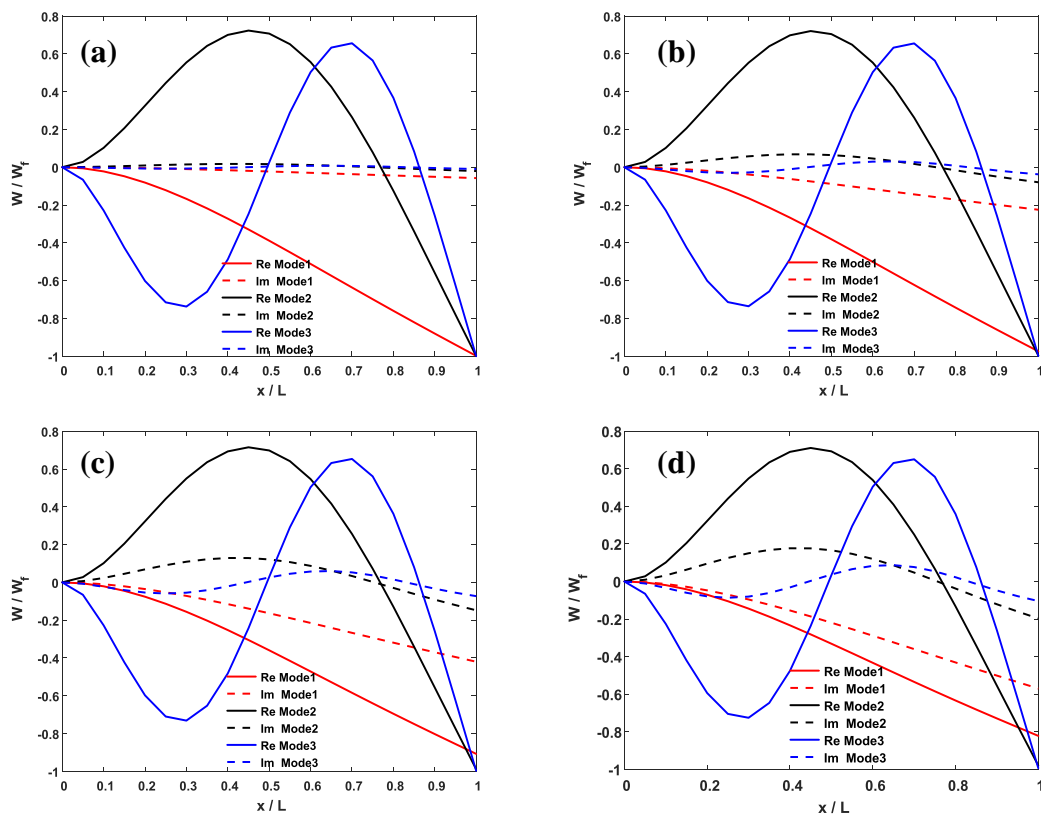 (a)
0.8
0.6
0.4
0.2
0
-0.2
-0.4
-0.6
-0.8
-1
W / w_f
Re Mode1
Im Mode1
Re Mode2
Im Mode2
Re Mode3
Im Mode3
0 0.1 0.2 0.3 0.4 0.5 0.6 0.7 0.8 0.9 1
x / L
(b)
0.8
0.6
0.4
0.2
0
-0.2
-0.4
-0.6
-0.8
-1
W / w_f
Re Mode1
Im Mode1
Re Mode2
Im Mode2
Re Mode3
Im Mode3
0 0.1 0.2 0.3 0.4 0.5 0.6 0.7 0.8 0.9 1
x / L
(c)
0.8
0.6
0.4
0.2
0
-0.2
-0.4
-0.6
-0.8
-1
W / w_f
Re Mode1
Im Mode1
Re Mode2
Im Mode2
Re Mode3
Im Mode3
0 0.1 0.2 0.3 0.4 0.5 0.6 0.7 0.8 0.9 1
x / L
(d)
0.8
0.6
0.4
0.2
0
-0.2
-0.4
-0.6
-0.8
-1
W / w_f
Re Mode1
Im Mode1
Re Mode2
Im Mode2
Re Mode3
Im Mode3
0 0.2 0.4 0.6 0.8 1
x / L